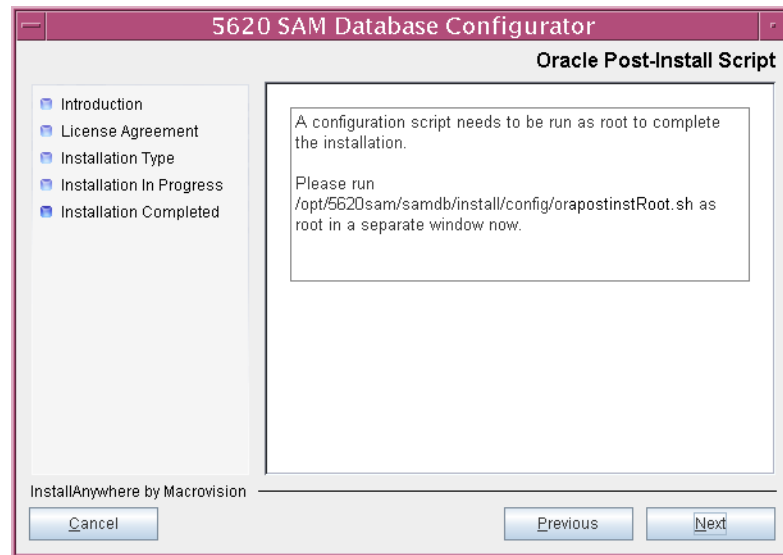 5620 SAM Database Configurator
Oracle Post-Install Script
Introduction
License Agreement
Installation Type
Installation In Progress
Installation Completed
A configuration script needs to be run as root to complete
the installation.
Please run
/opt/5620sam/samdb/install/config/orapostinstRoot.sh as
root in a separate window now.
InstallAnywhere by Macrovision
Cancel
Previous
Next